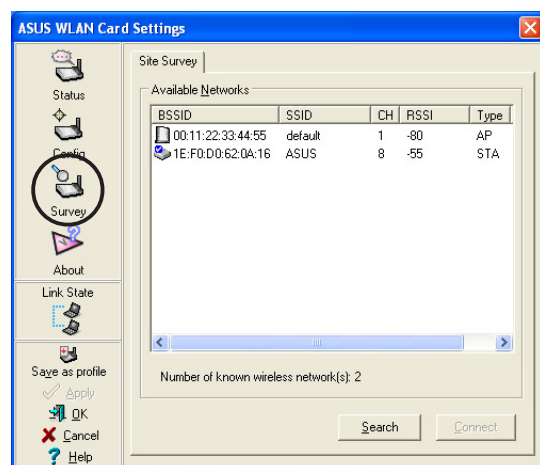 ASUS WLAN Card Settings
Status
Config
Survey
About
Link State
Save as profile
Apply
OK
Cancel
Help
Site Survey
Available Networks
BSSID SSID CH RSSI Type
00:11:22:33:44:55 default 1 -80 AP
1E:F0:D0:62:0A:16 ASUS 8 -55 STA
Number of known wireless network(s): 2
Search Connect